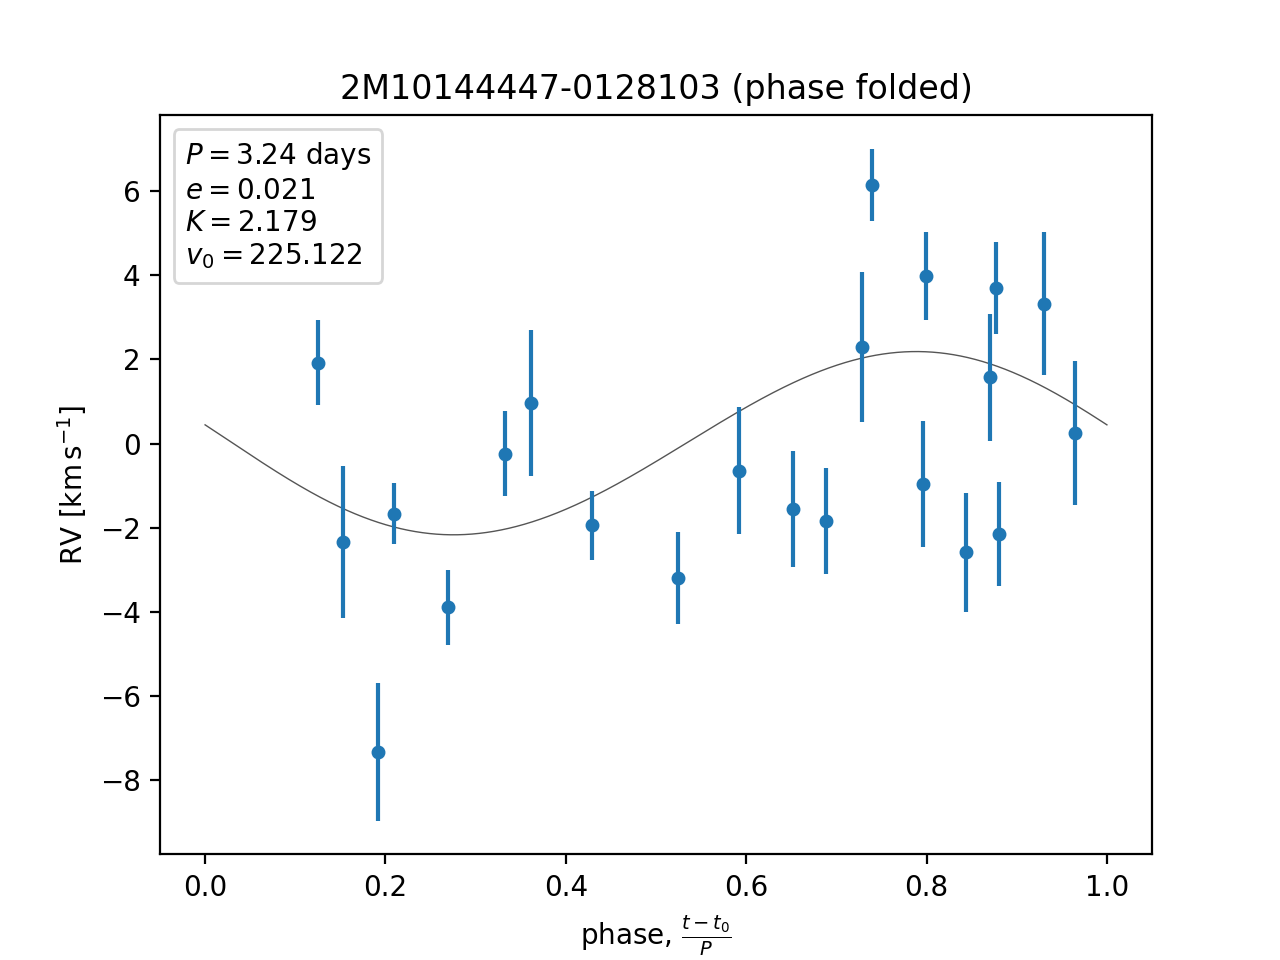 2M10144447-0128103 (phase folded)
P = 3.24 days
e = 0.021
K = 2.179
v₀ = 225.122
6
4
2
0
−2
−4
−6
−8
RV [km s⁻¹]
0.0 0.2 0.4 0.6 0.8 1.0
phase, (t − t₀)/P